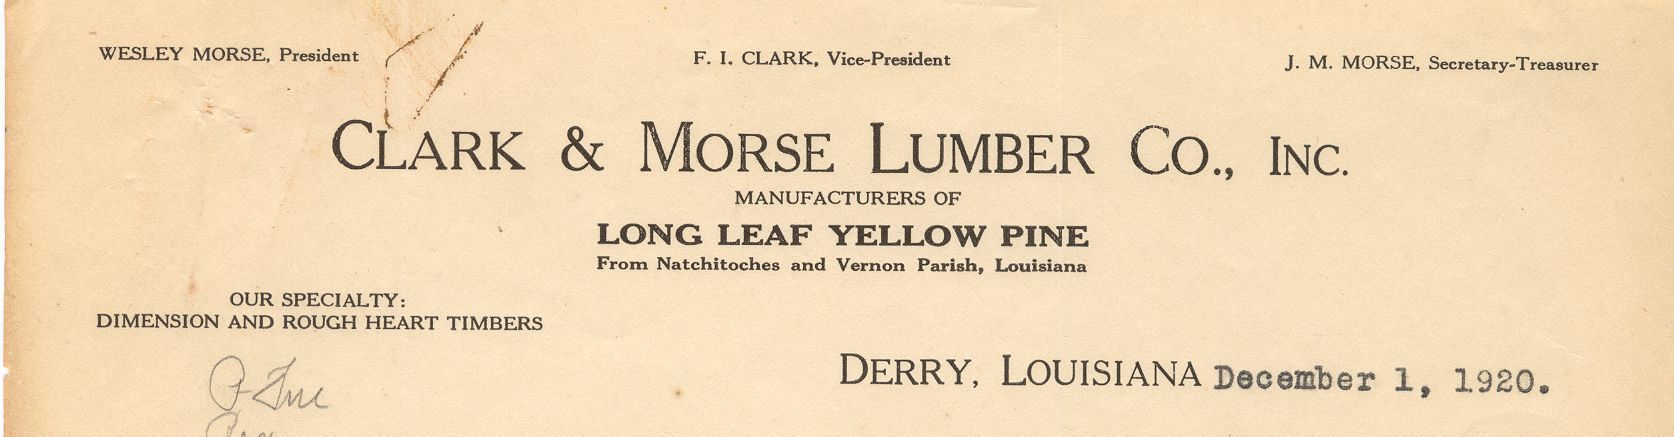 WESLEY MORSE, President F. I. CLARK, Vice-President J. M. MORSE, Secretary-Treasurer
CLARK & MORSE LUMBER CO., INC.
MANUFACTURERS OF
LONG LEAF YELLOW PINE
From Natchitoches and Vernon Parish, Louisiana
OUR SPECIALTY:
DIMENSION AND ROUGH HEART TIMBERS
DERRY, LOUISIANA December 1, 1920.